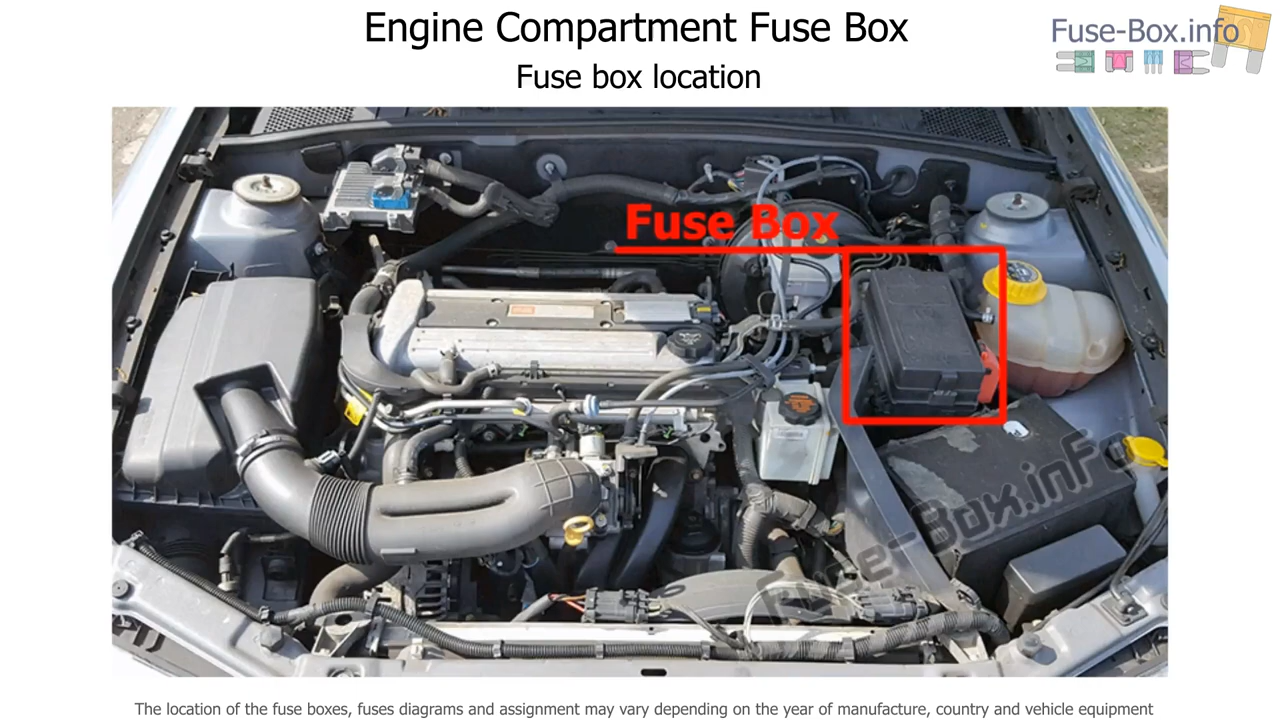 Engine Compartment Fuse Box
Fuse box location
Fuse-Box.info
Fuse Box
Fuse-Box.inFo
The location of the fuse boxes, fuses diagrams and assignment may vary depending on the year of manufacture, country and vehicle equipment